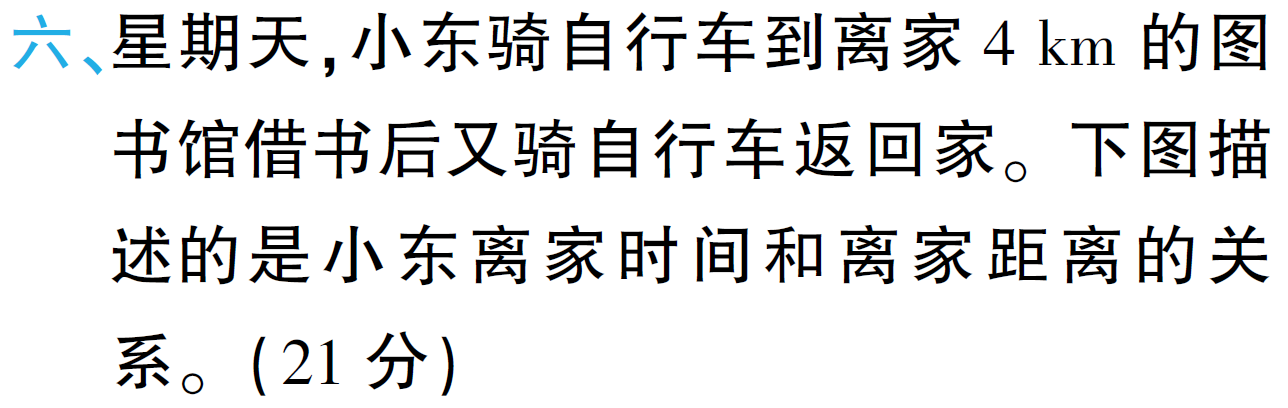 六、星期天,小东骑自行车到离家 4 km 的图
书馆借书后又骑自行车返回家。下图描
述的是小东离家时间和离家距离的关
系。(21 分)